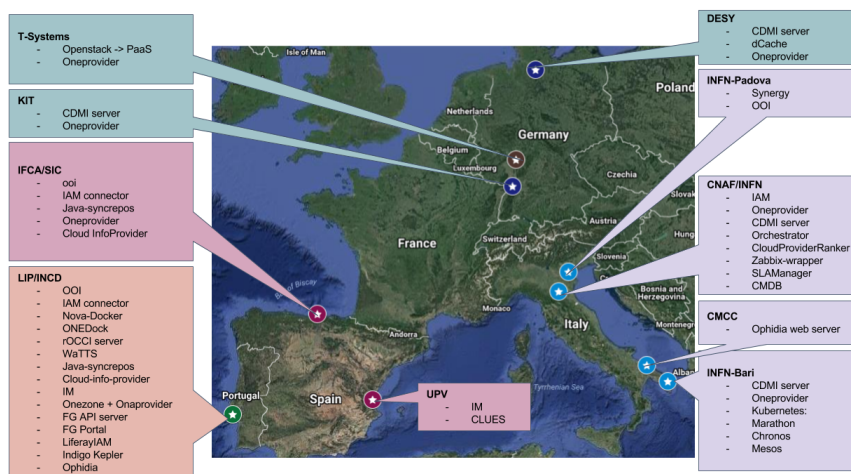 T-Systems
- Openstack -> PaaS
- Oneprovider
KIT
- CDMI server
- Oneprovider
IFCA/SIC
- ooi
- IAM connector
- Java-syncrepos
- Oneprovider
- Cloud InfoProvider
LIP/INCD
- OOI
- IAM connector
- Nova-Docker
- ONEDock
- rOCCI server
- WaTTS
- Java-syncrepos
- Cloud-info-provider
- IM
- Onezone + Onaprovider
- FG API server
- FG Portal
- LiferayIAM
- Indigo Kepler
- Ophidia
Isle of Man
Netherlands
Belgium
Luxembourg
Germany
Poland
Czechia
Slovak
Austria
Hung
France
Switzerland
Slovenia
Bosnia and
Herzegovina
Monaco
Montenegr
Italy
Andorra
Alban
Tyrrhenian Sea
Portugal
Spain
UPV
- IM
- CLUES
DESY
- CDMI server
- dCache
- Oneprovider
INFN-Padova
- Synergy
- OOI
CNAF/INFN
- IAM
- Oneprovider
- CDMI server
- Orchestrator
- CloudProviderRanker
- Zabbix-wrapper
- SLAManager
- CMDB
CMCC
- Ophidia web server
INFN-Bari
- CDMI server
- Oneprovider
- Kubernetes:
- Marathon
- Chronos
- Mesos